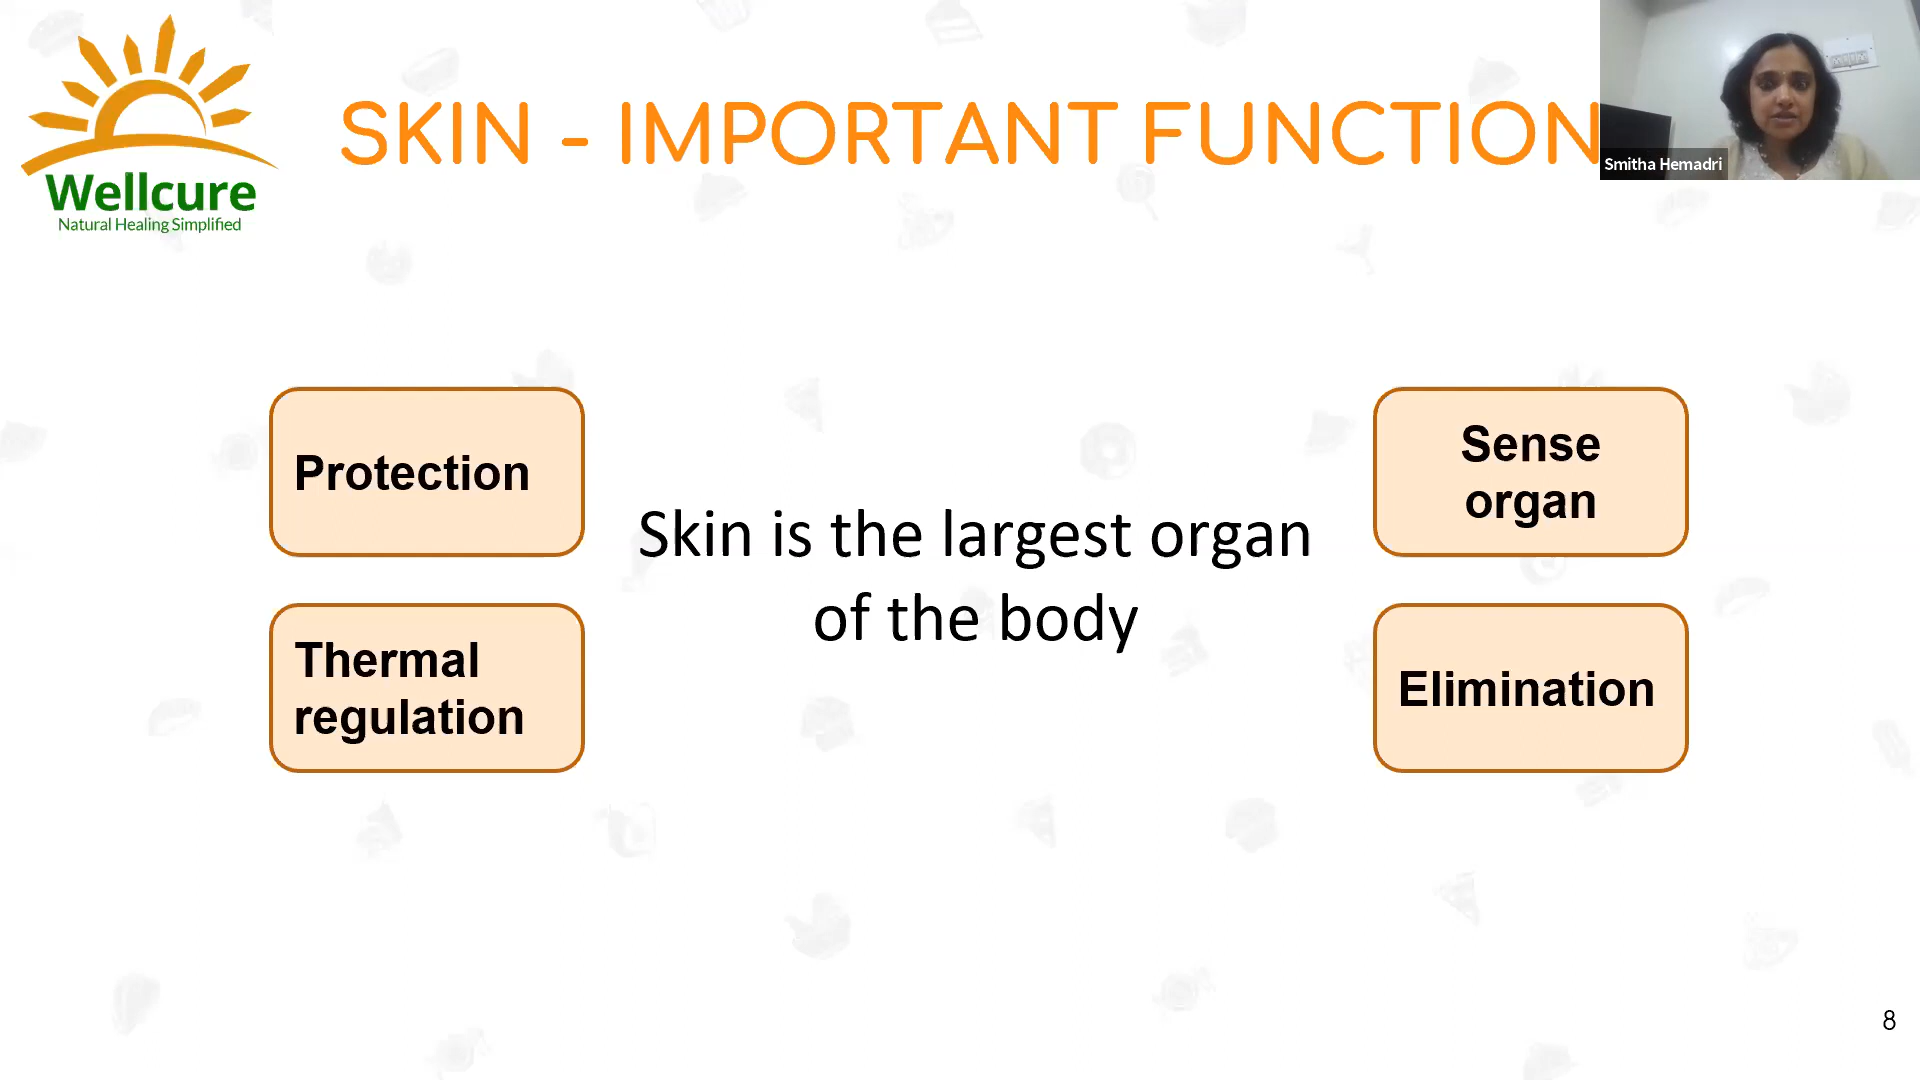 SKIN - IMPORTANT FUNCTION
Smitha Hemadri
Wellcure
Natural Healing Simplified
Protection
Sense
organ
Skin is the largest organ
of the body
Thermal
regulation
Elimination
8